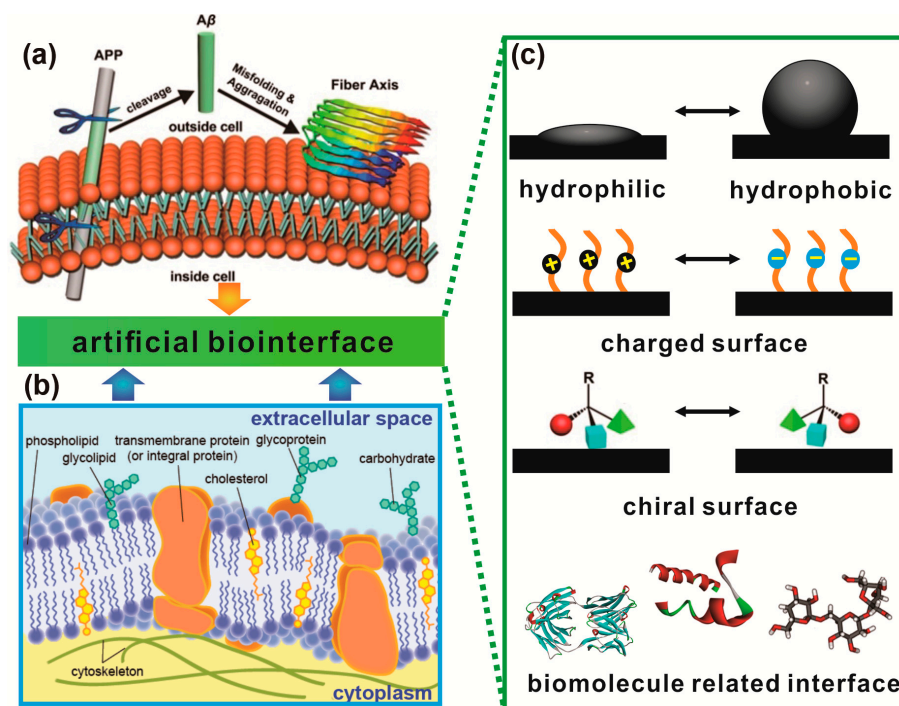 (a)
Aβ
APP
cleavage
Misfolding &
Aggragation
Fiber Axis
outside cell
inside cell
artificial biointerface
(b)
extracellular space
phospholipid
glycolipid
transmembrane protein
(or integral protein)
cholesterol
glycoprotein
carbohydrate
cytoskeleton
cytoplasm
(c)
hydrophilic
hydrophobic
+ + +
− − −
charged surface
R
R
chiral surface
biomolecule related interface